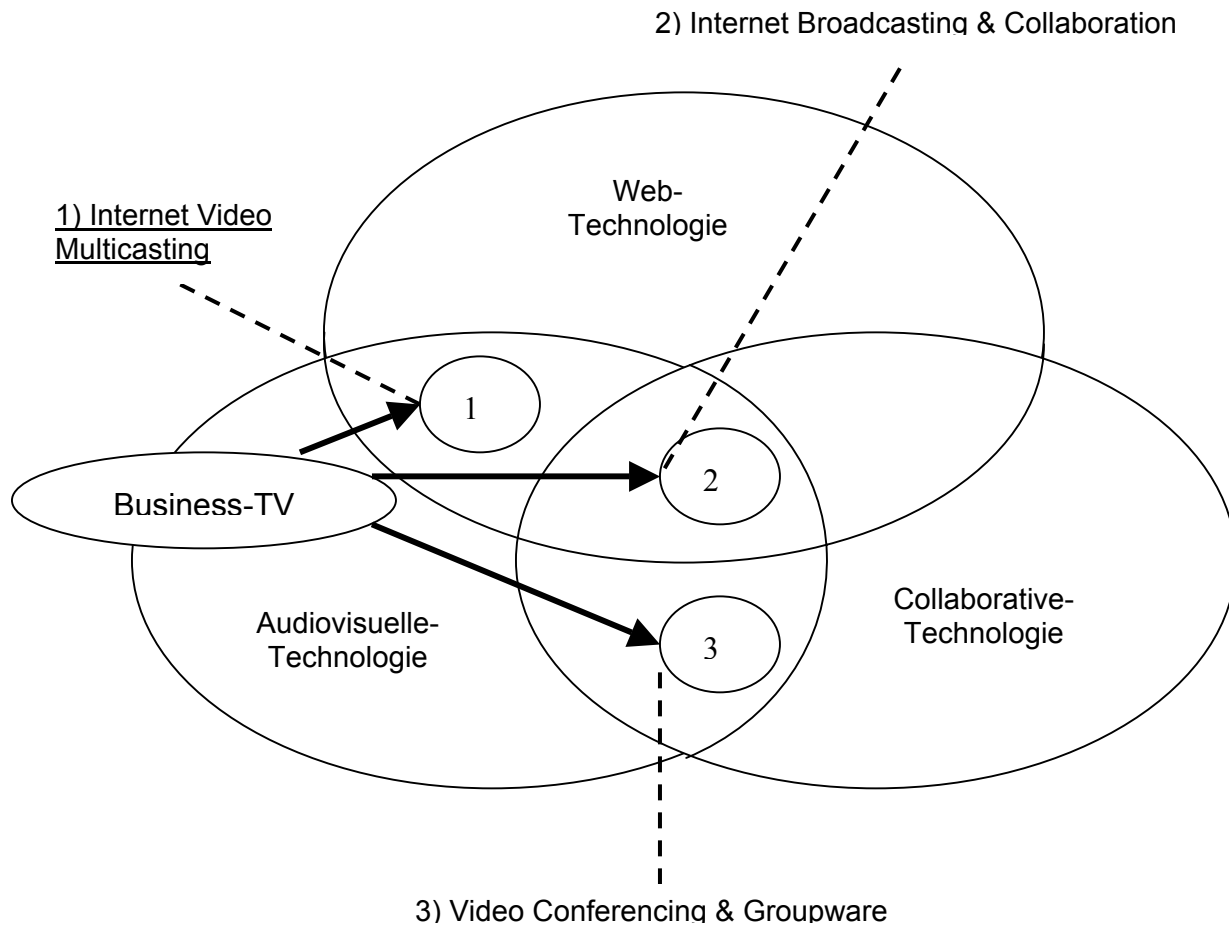 2) Internet Broadcasting & Collaboration
Web-
Technologie
1) Internet Video
Multicasting
1
2
Business-TV
Audiovisuelle-
Technologie
Collaborative-
Technologie
3
3) Video Conferencing & Groupware